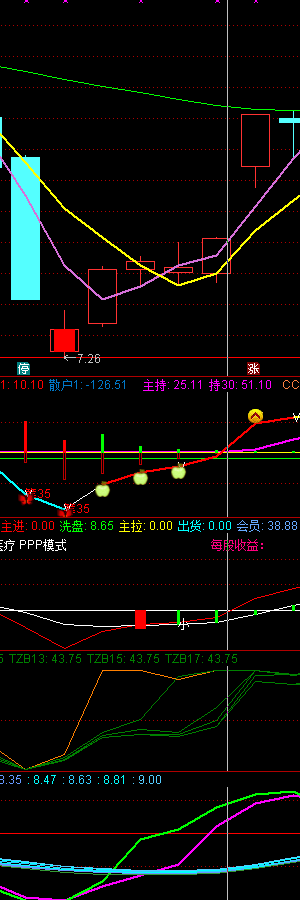 7.26
停 涨
1: 10.10 散户1: -126.51 主持: 25.11 持30: 51.10 CC
35
35
主进: 0.00 洗盘: 8.65 主拉: 0.00 出货: 0.00 会员: 38.88
医疗 PPP模式 每股收益:
小
5 TZB13: 43.75 TZB15: 43.75 TZB17: 43.75
3.35 : 8.47 : 8.63 : 8.81 : 9.00